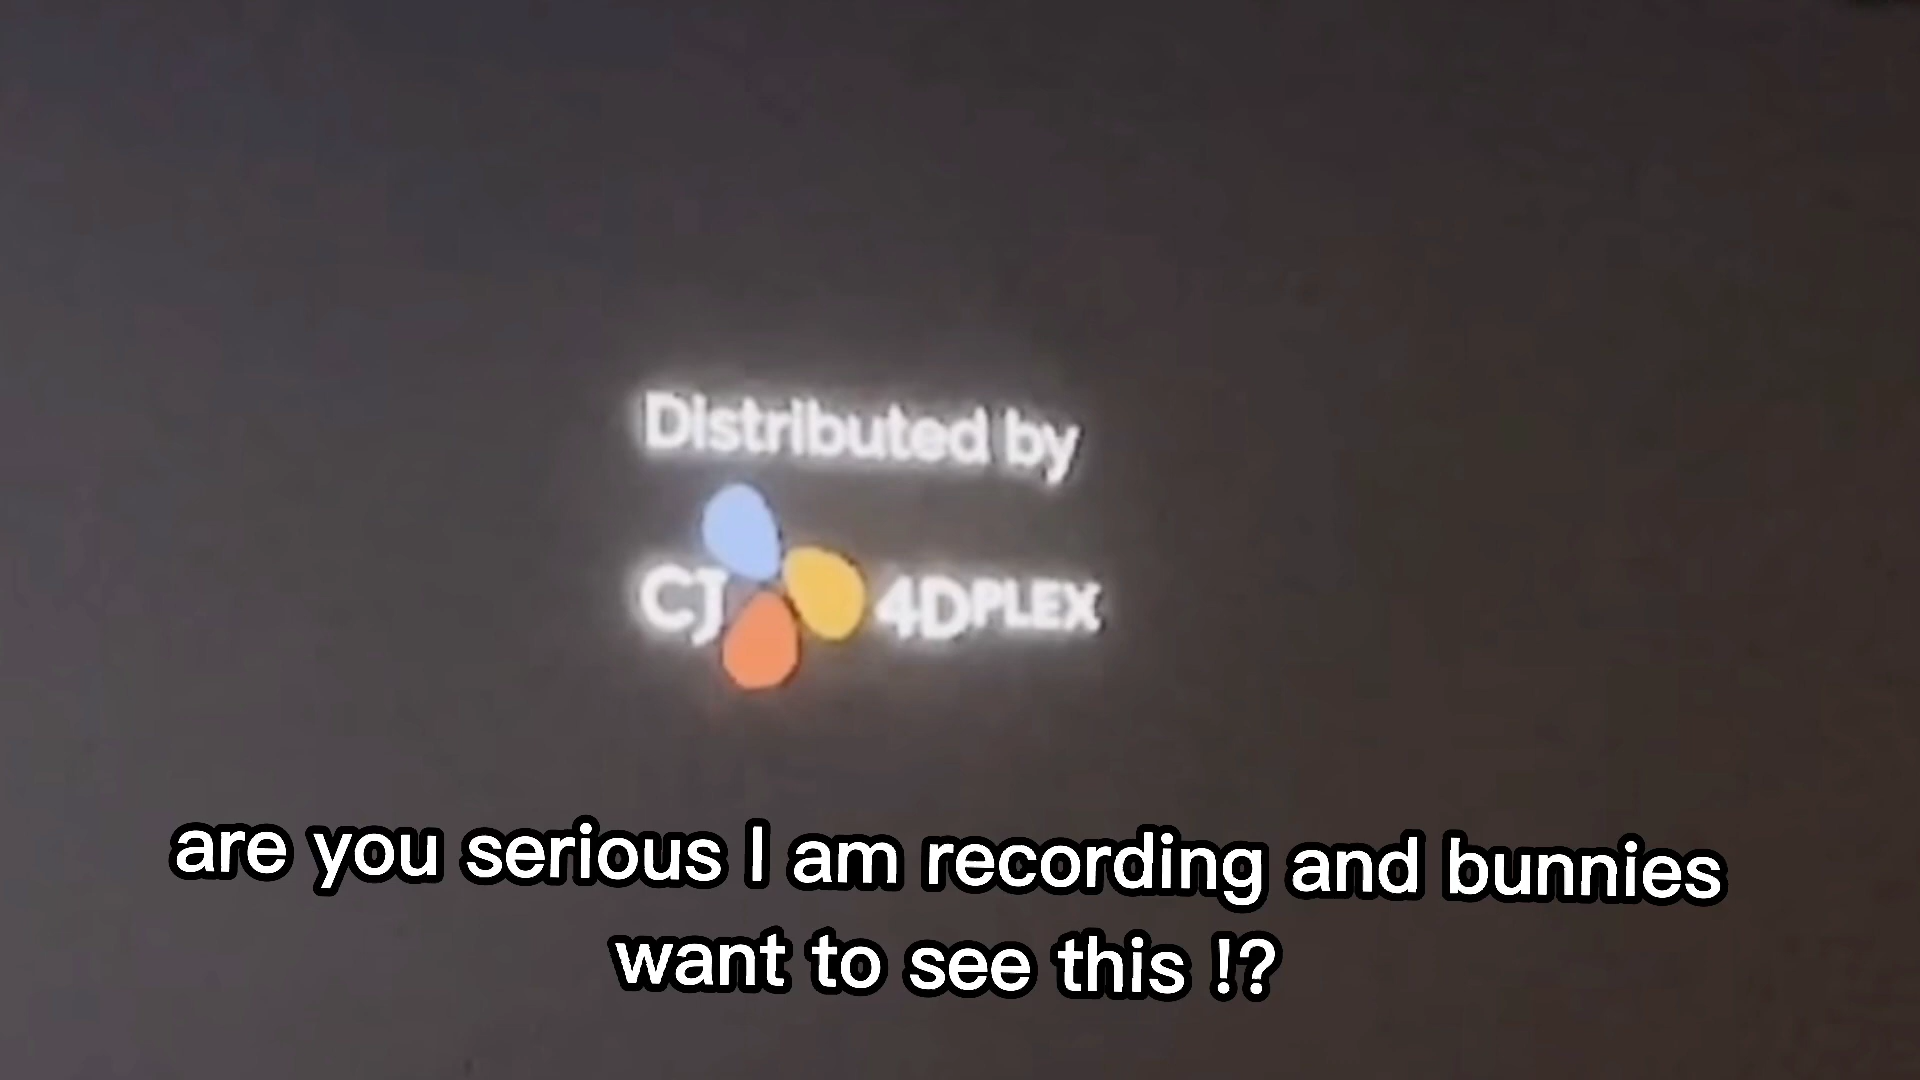 Distributed by
CJ 4DPLEX
are you serious I am recording and bunnies
want to see this !?